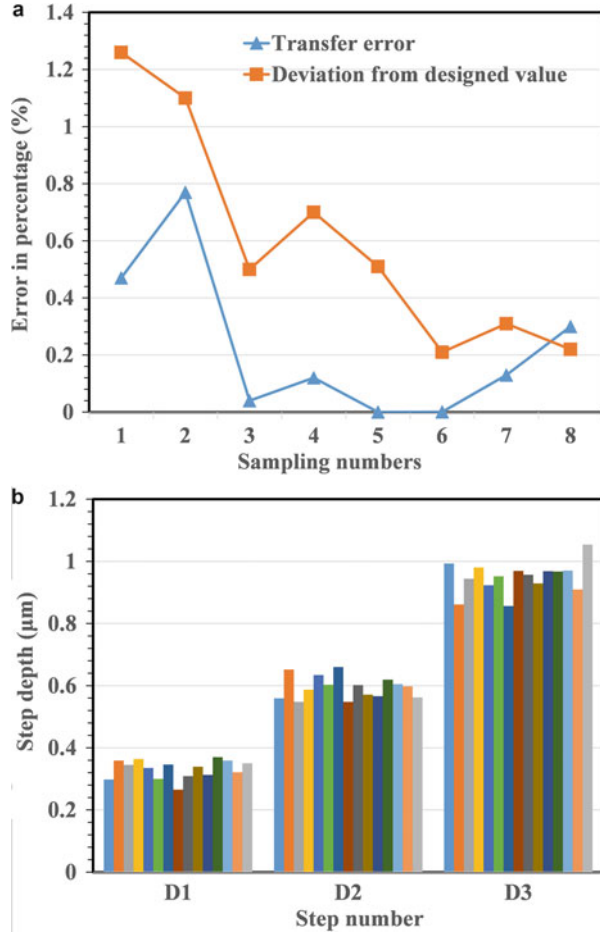 a
1.4
1.2
1
0.8
0.6
0.4
0.2
0
Error in percentage (%)
Transfer error
Deviation from designed value
1 2 3 4 5 6 7 8
Sampling numbers
b
1.2
1
0.8
0.6
0.4
0.2
0
Step depth (μm)
D1 D2 D3
Step number